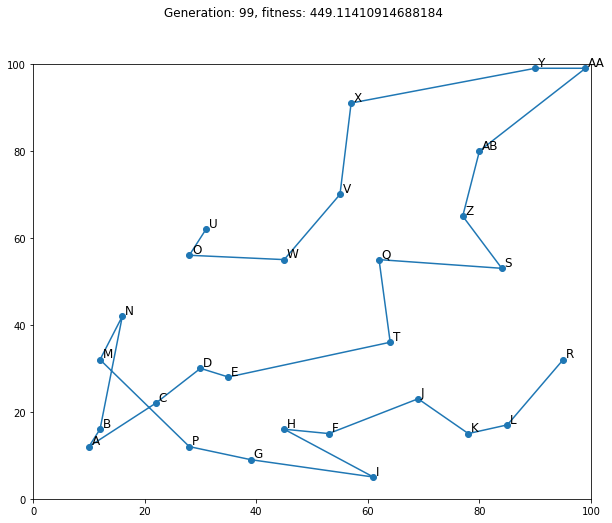 Generation: 99, fitness: 449.11410914688184
100
Y
AA
X
80
AB
V
Z
U
60
O
W
Q
S
N
40
T
M
R
D
E
J
20
C
B
H
F
L
K
A
P
G
I
0
0 20 40 60 80 100